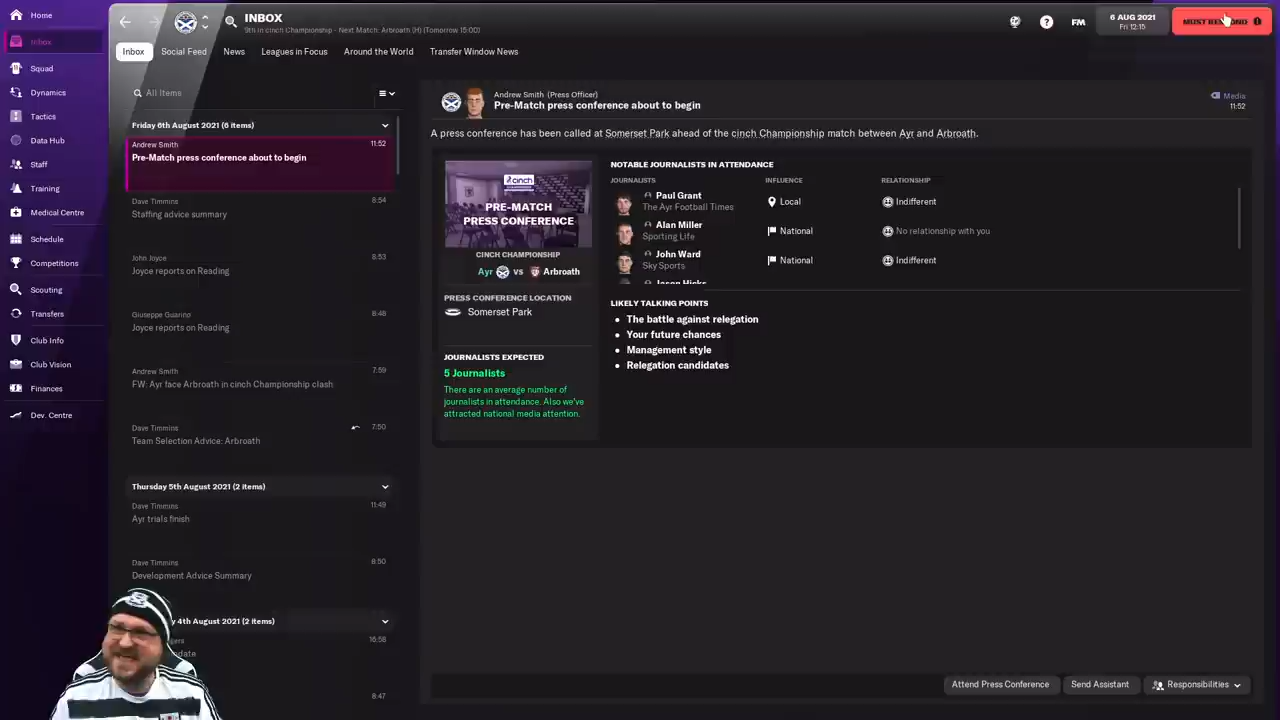 Home
Inbox
Squad
Dynamics
Tactics
Data Hub
Staff
Training
Medical Centre
Schedule
Competitions
Scouting
Transfers
Club Info
Club Vision
Finances
Dev. Centre
INBOX
9th in cinch Championship - Next Match: Arbroath (H) (Tomorrow 15:00)
FM
6 AUG 2021
Fri 12:15
MUST RESPOND
Inbox
Social Feed
News
Leagues in Focus
Around the World
Transfer Window News
All Items
Friday 6th August 2021 (6 items)
Andrew Smith 11:52
Pre-Match press conference about to begin
Dave Timmins 8:54
Staffing advice summary
John Joyce 8:53
Joyce reports on Reading
Giuseppe Guarino 8:48
Joyce reports on Reading
Andrew Smith 7:59
FW: Ayr face Arbroath in cinch Championship clash
Dave Timmins 7:50
Team Selection Advice: Arbroath
Thursday 5th August 2021 (2 items)
Dave Timmins 11:49
Ayr trials finish
Dave Timmins 8:50
Development Advice Summary
y 4th August 2021 (2 items)
16:58
8:47
Andrew Smith (Press Officer)
Pre-Match press conference about to begin
Media
11:52
A press conference has been called at Somerset Park ahead of the cinch Championship match between Ayr and Arbroath.
cinch
CHAMPIONSHIP
PRE-MATCH
PRESS CONFERENCE
CINCH CHAMPIONSHIP
Ayr vs Arbroath
PRESS CONFERENCE LOCATION
Somerset Park
JOURNALISTS EXPECTED
5 Journalists
There are an average number of
journalists in attendance. Also we've
attracted national media attention.
NOTABLE JOURNALISTS IN ATTENDANCE
JOURNALISTS INFLUENCE RELATIONSHIP
Paul Grant
The Ayr Football Times
Local
Indifferent
Alan Miller
Sporting Life
National
No relationship with you
John Ward
Sky Sports
National
Indifferent
Jason Hicks
LIKELY TALKING POINTS
• The battle against relegation
• Your future chances
• Management style
• Relegation candidates
Attend Press Conference
Send Assistant
Responsibilities